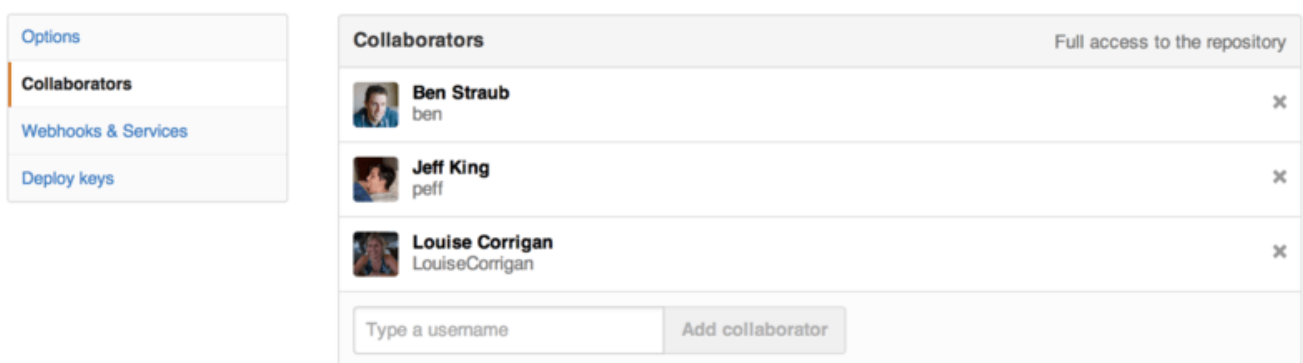 Options
Collaborators
Webhooks & Services
Deploy keys
Collaborators
Full access to the repository
Ben Straub
ben
Jeff King
peff
Louise Corrigan
LouiseCorrigan
Type a username
Add collaborator